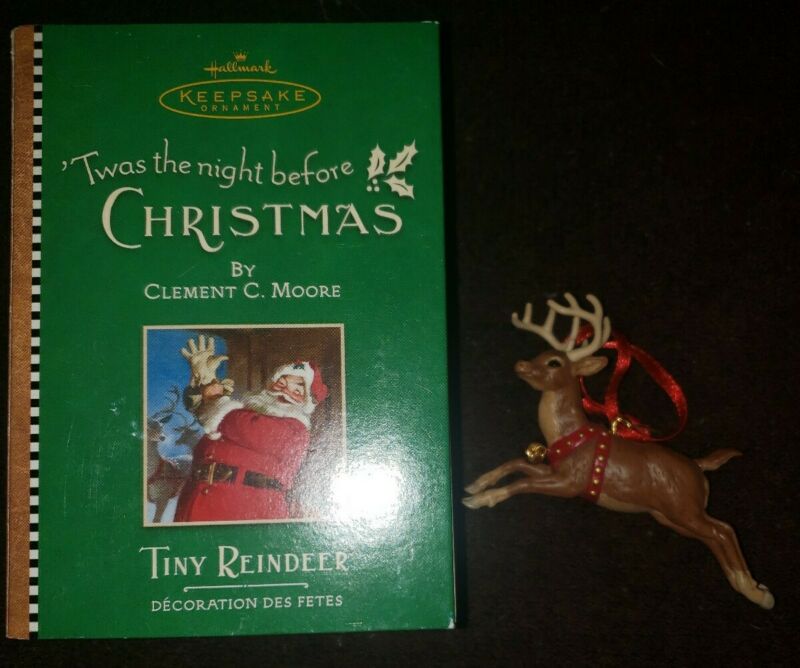 Hallmark
KEEPSAKE
ORNAMENT
'Twas the night before
CHRISTMAS
BY
CLEMENT C. MOORE
TINY REINDEER
DÉCORATION DES FETES